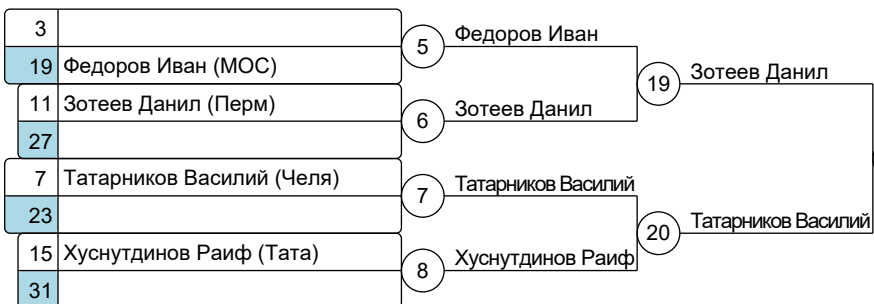 3
19 Федоров Иван (МОС)
5
Федоров Иван
11 Зотеев Данил (Перм)
27
6
Зотеев Данил
19
Зотеев Данил
7 Татарников Василий (Челя)
23
7
Татарников Василий
15 Хуснутдинов Раиф (Тата)
31
8
Хуснутдинов Раиф
20
Татарников Василий